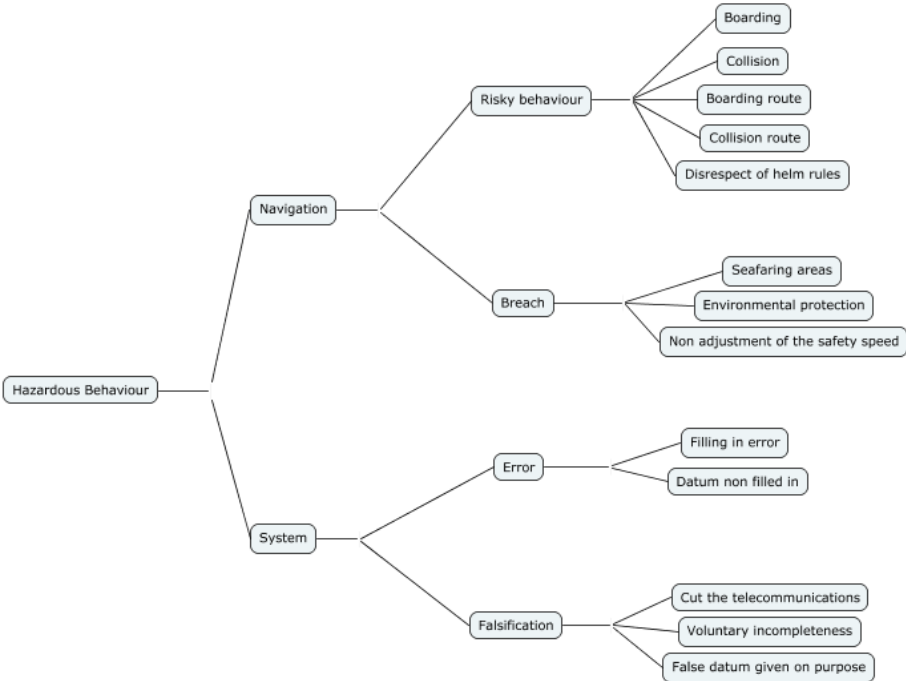 Boarding
Collision
Risky behaviour
Boarding route
Collision route
Disrespect of helm rules
Navigation
Seafaring areas
Breach
Environmental protection
Non adjustment of the safety speed
Hazardous Behaviour
Filling in error
Error
Datum non filled in
System
Cut the telecommunications
Falsification
Voluntary incompleteness
False datum given on purpose